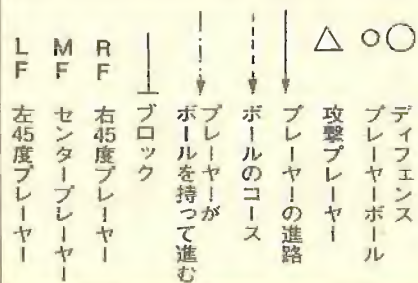 ディフェンス
プレーヤーボール
攻撃プレーヤー
プレーヤーの進路
ボールのコース
プレーヤーが
ボールを持って進む
ブロック
RF 右45度プレーヤー
MF センタープレーヤー
LF 左45度プレーヤー